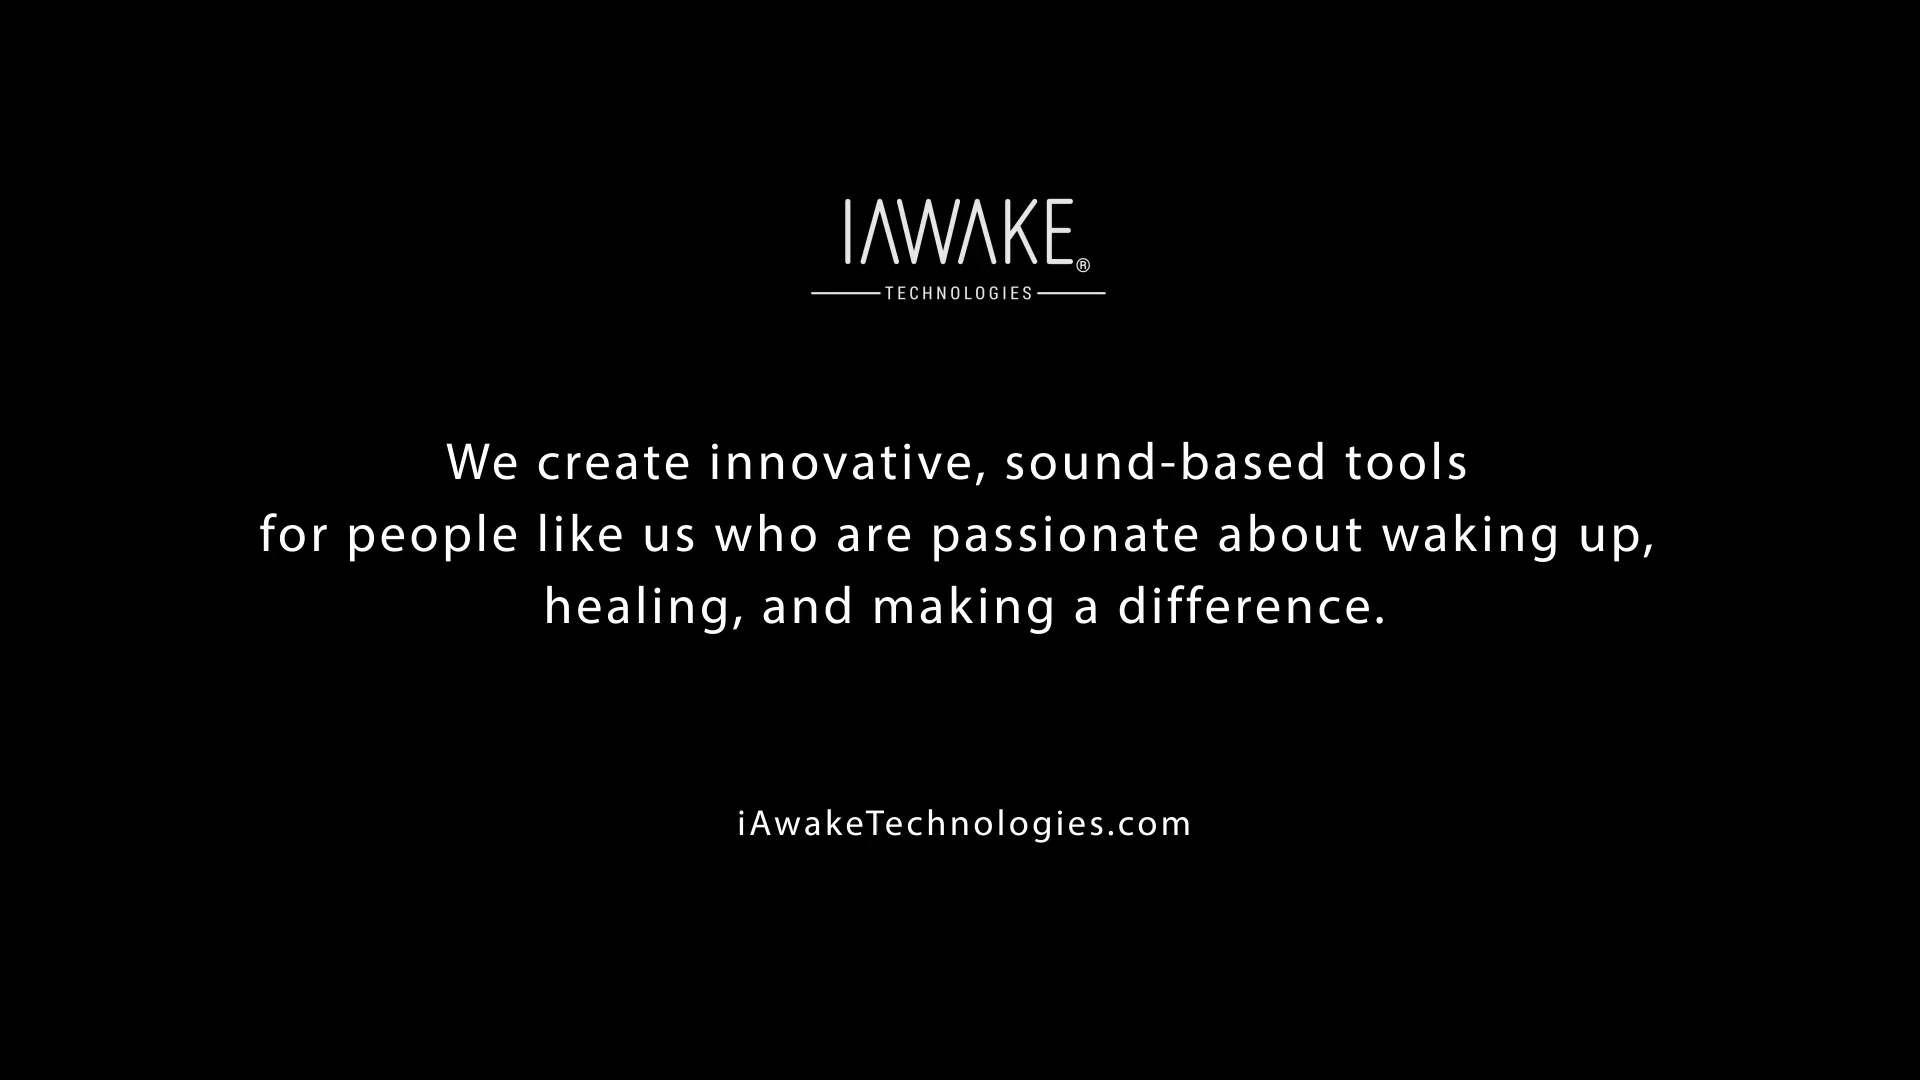 IAWAKE®
TECHNOLOGIES
We create innovative, sound-based tools
for people like us who are passionate about waking up,
healing, and making a difference.
iAwakeTechnologies.com